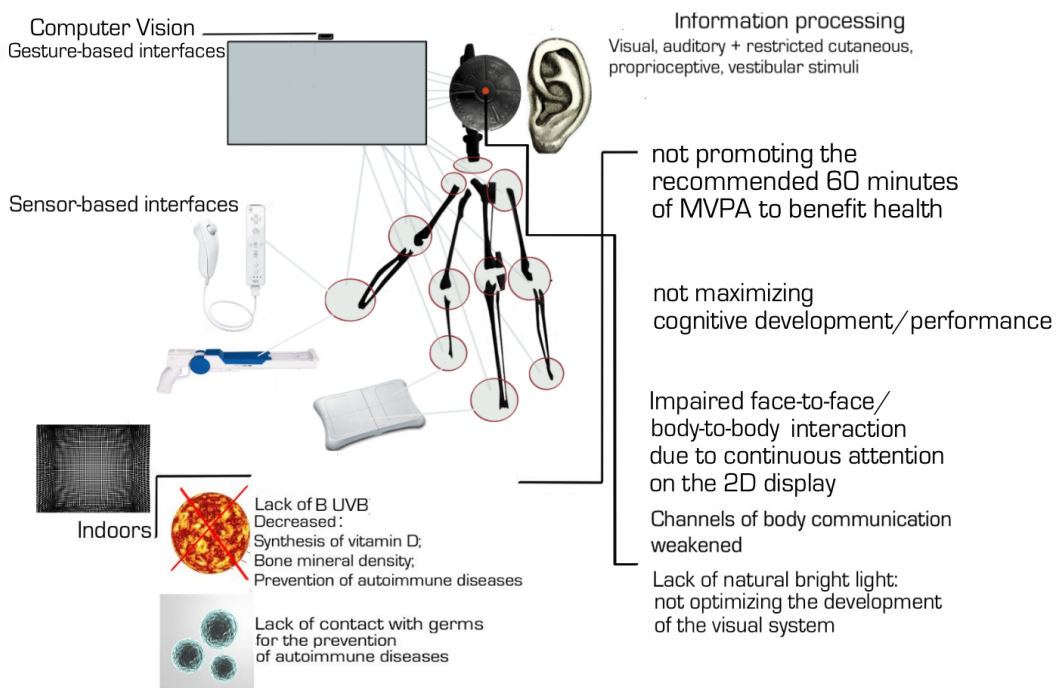 Computer Vision
Gesture-based interfaces
Information processing
Visual, auditory + restricted cutaneous,
proprioceptive, vestibular stimuli
not promoting the
recommended 60 minutes
of MVPA to benefit health
Sensor-based interfaces
not maximizing
cognitive development/performance
Impaired face-to-face/
body-to-body interaction
due to continuous attention
on the 2D display
Channels of body communication
weakened
Lack of natural bright light:
not optimizing the development
of the visual system
Indoors
Lack of B UVB
Decreased:
Synthesis of vitamin D;
Bone mineral density;
Prevention of autoimmune diseases
Lack of contact with germs
for the prevention
of autoimmune diseases